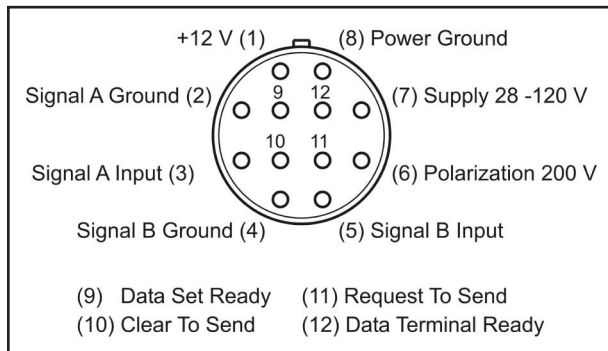 +12 V (1) (8) Power Ground
9 12
Signal A Ground (2) (7) Supply 28 -120 V
10 11
Signal A Input (3) (6) Polarization 200 V
Signal B Ground (4) (5) Signal B Input
(9) Data Set Ready (11) Request To Send
(10) Clear To Send (12) Data Terminal Ready